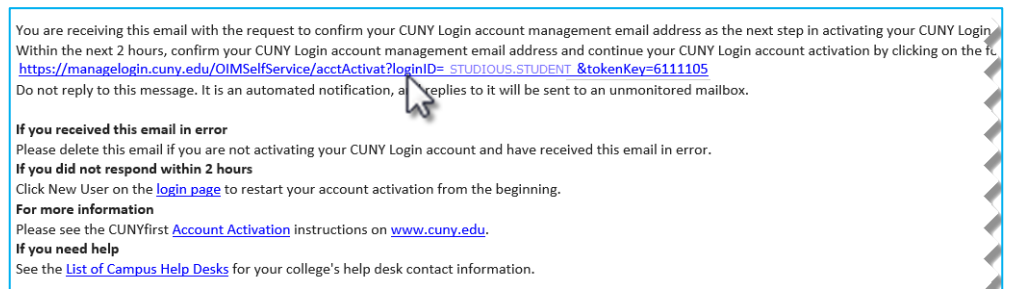 You are receiving this email with the request to confirm your CUNY Login account management email address as the next step in activating your CUNY Login
Within the next 2 hours, confirm your CUNY Login account management email address and continue your CUNY Login account activation by clicking on the
https://managelogin.cuny.edu/OIMSelfService/acctActivat?loginID= STUDIOUS.STUDENT &tokenKey=6111105
Do not reply to this message. It is an automated notification, replies to it will be sent to an unmonitored mailbox.
If you received this email in error
Please delete this email if you are not activating your CUNY Login account and have received this email in error.
If you did not respond within 2 hours
Click New User on the login page to restart your account activation from the beginning.
For more information
Please see the CUNYfirst Account Activation instructions on www.cuny.edu.
If you need help
See the List of Campus Help Desks for your college's help desk contact information.